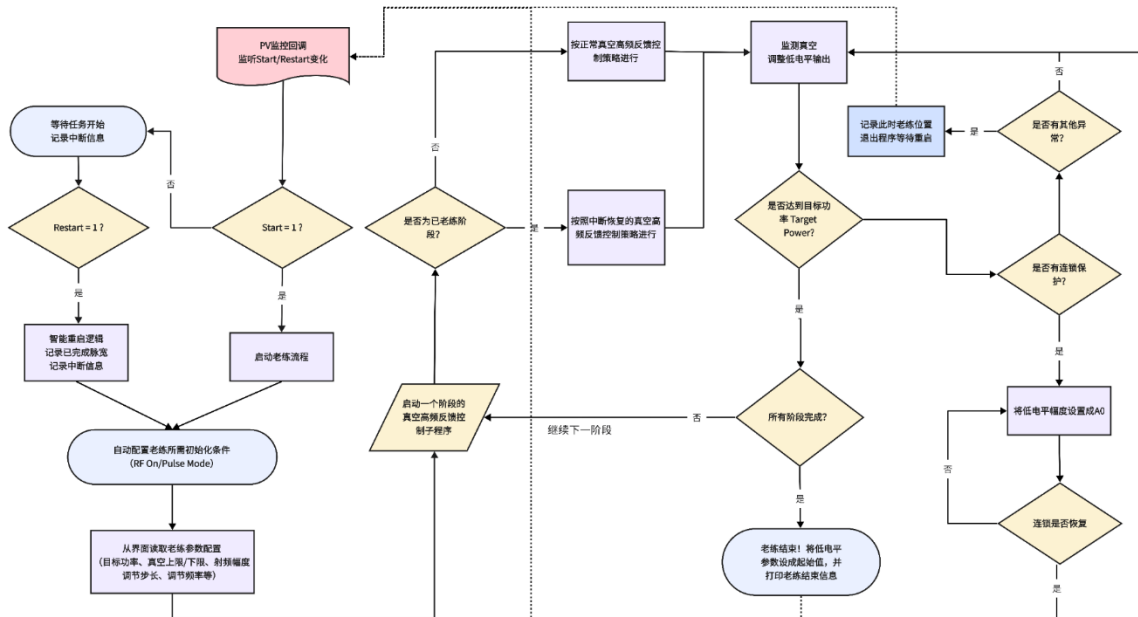 PV监控回调
监听Start/Restart变化
等待任务开始
记录中断信息
否
Restart = 1？
Start = 1？
是
是
智能重启逻辑
记录已完成脉宽
记录中断信息
启动老练流程
自动配置老练所需初始化条件
（RF On/Pulse Mode）
从界面读取老练参数配置
（目标功率、真空上限/下限、射频幅度
调节步长、调节频率等）
按正常真空高频反馈控
制策略进行
否
是否为已老练阶
段？
是
按照中断恢复的真空高
频反馈控制策略进行
启动一个阶段的
真空高频反馈控
制子程序
监测真空
调整低电平输出
是否达到目标功
率 Target
Power？
是
所有阶段完成？
否
继续下一阶段
是
老练结束！将低电平
参数设成起始值，并
打印老练结束信息
记录此时老练位置
退出程序等待重启
是
否
是否有其他异
常？
是否有连锁保
护？
是
将低电平幅度设置成A0
否
连锁是否恢复
是